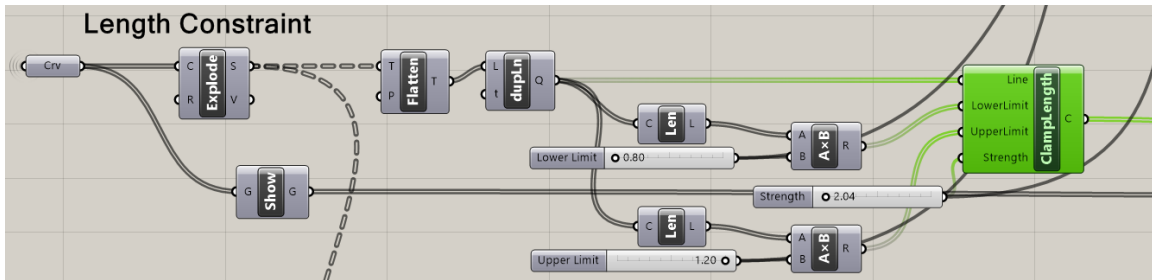 Length Constraint
Crv
C Explode S
R V
T Flatten T
P
L dupLn Q
t
Line
LowerLimit
UpperLimit
Strength
ClampLength
C
C Len L
A A×B R
B
Lower Limit 0.80
G Show G
Strength 2.04
C Len L
A A×B R
B
Upper Limit 1.20